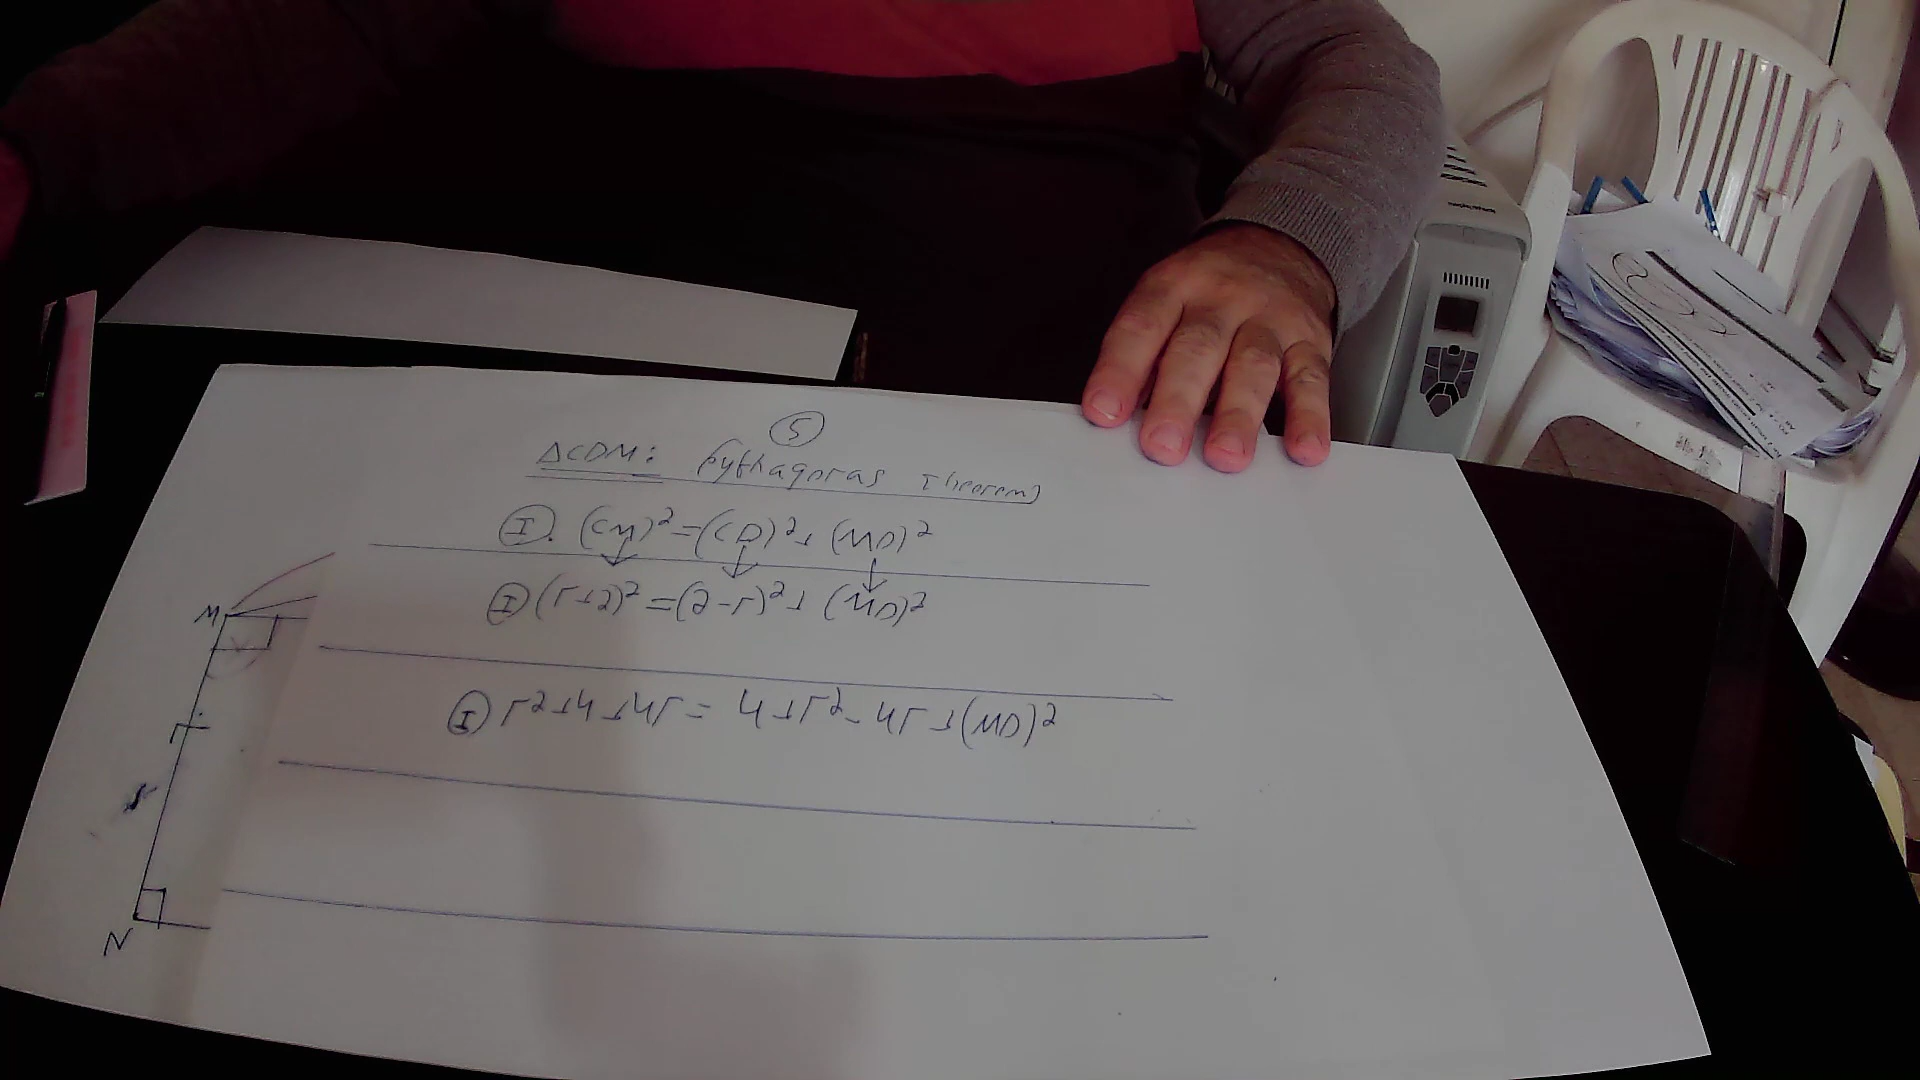 5
ΔCDM: Pythagoras Theorem
I. (CM)²=(CD)²+(MD)²
I (r+2)²=(2-r)²+(MD)²
M
I r²+4+4r=4+r²-4r+(MD)²
N